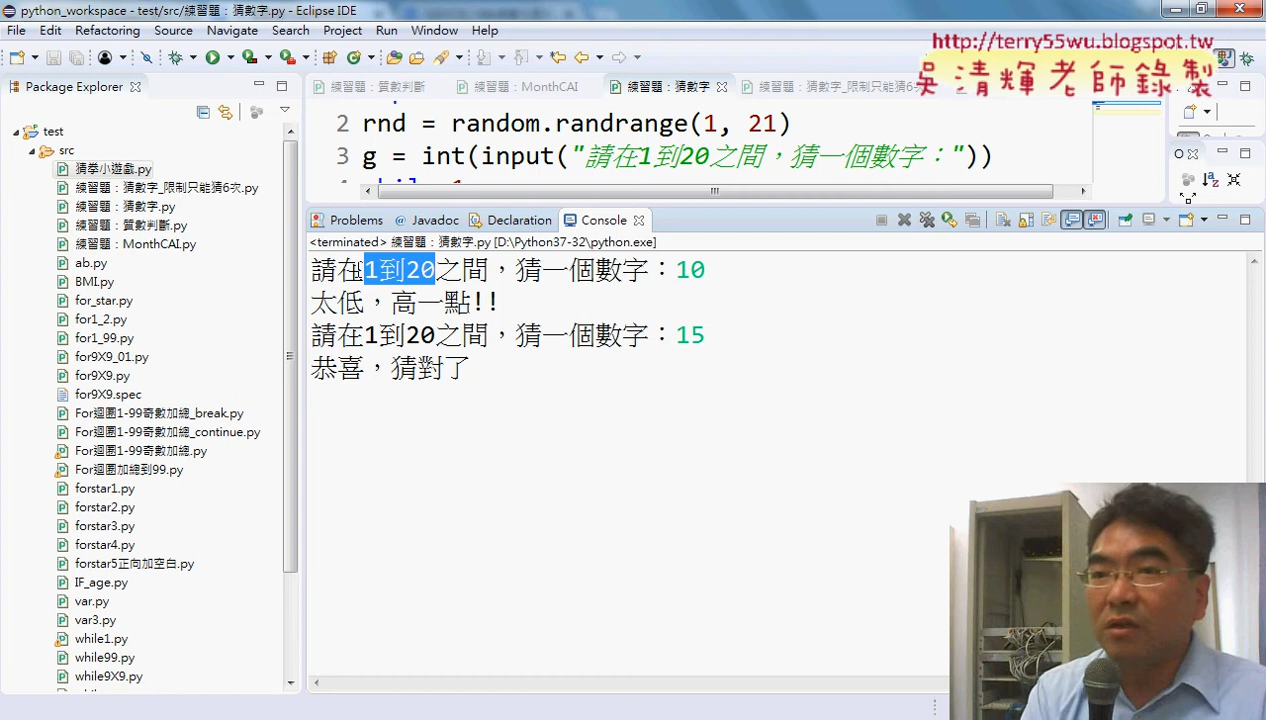 python_workspace - test/src/練習題：猜數字.py - Eclipse IDE
File Edit Refactoring Source Navigate Search Project Run Window Help
http://terry55wu.blogspot.tw
吳清輝老師錄製
Package Explorer
練習題：質數判斷
練習題：MonthCAI
練習題：猜數字
練習題：猜數字_限制只能猜6
2 rnd = random.randrange(1, 21)
3 g = int(input("請在1到20之間，猜一個數字："))
test
src
猜拳小遊戲.py
練習題：猜數字_限制只能猜6次.py
練習題：猜數字.py
練習題：質數判斷.py
練習題：MonthCAI.py
ab.py
BMI.py
for_star.py
for1_2.py
for1_99.py
for9X9_01.py
for9X9.py
for9X9.spec
For迴圈1-99奇數加總_break.py
For迴圈1-99奇數加總_continue.py
For迴圈1-99奇數加總.py
For迴圈加總到99.py
forstar1.py
forstar2.py
forstar3.py
forstar4.py
forstar5正向加空白.py
IF_age.py
var.py
var3.py
while1.py
while99.py
while9X9.py
Problems
Javadoc
Declaration
Console
<terminated> 練習題：猜數字.py [D:\Python37-32\python.exe]
請在1到20之間，猜一個數字：10
太低，高一點!!
請在1到20之間，猜一個數字：15
恭喜，猜對了